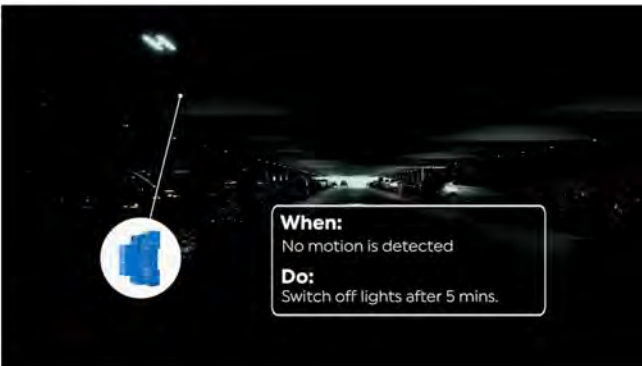 When:
No motion is detected
Do:
Switch off lights after 5 mins.